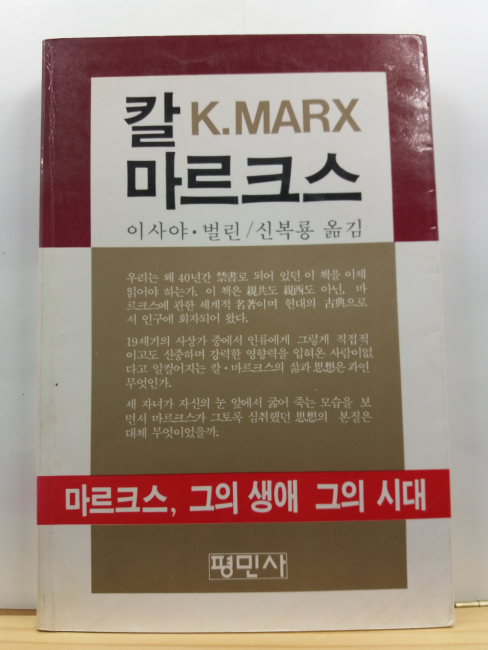 칼 K.MARX
마르크스
이사야·벌린/신복룡 옮김
우리는 왜 40년간 禁書로 되어 있던 이 책을 이제
읽어야 하는가. 이 책은 親共도 親西도 아닌, 마
르크스에 관한 세계적 名著이며 현대의 古典으로
서 인구에 회자되어 왔다.
19세기의 사상가 중에서 인류에게 그렇게 직접적
이고도 신중하며 강력한 영향력을 입혀온 사람이없
다고 일컬어지는 칼·마르크스의 삶과 思想은 과연
무엇인가.
세 자녀가 자신의 눈 앞에서 굶어 죽는 모습을 보
면서 마르크스가 그토록 심취했던 思想의 본질은
대체 무엇이었을까.
마르크스, 그의 생애 그의 시대
평민사